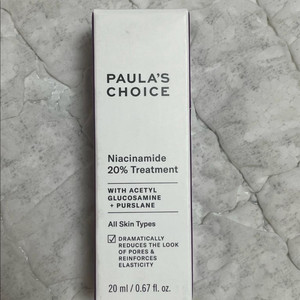 PAULA'S
CHOICE
Niacinamide
20% Treatment
WITH ACETYL
GLUCOSAMINE
+ PURSLANE
All Skin Types
DRAMATICALLY
REDUCES THE LOOK
OF PORES &
REINFORCES
ELASTICITY
20 ml / 0.67 fl. oz.